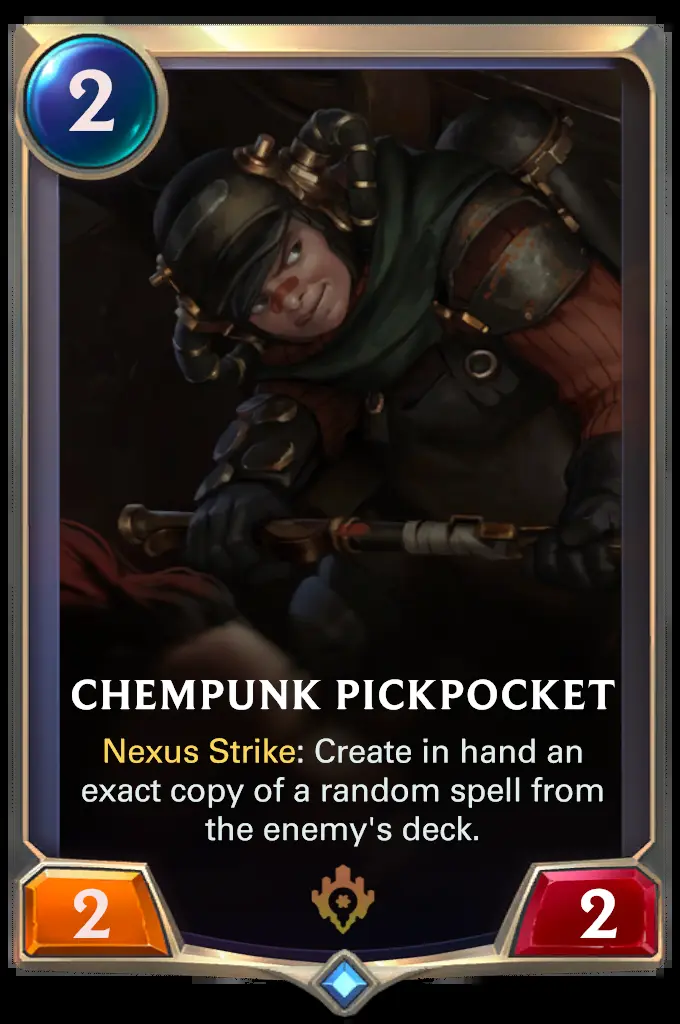 2
CHEMPUNK PICKPOCKET
Nexus Strike: Create in hand an
exact copy of a random spell from
the enemy's deck.
2
2